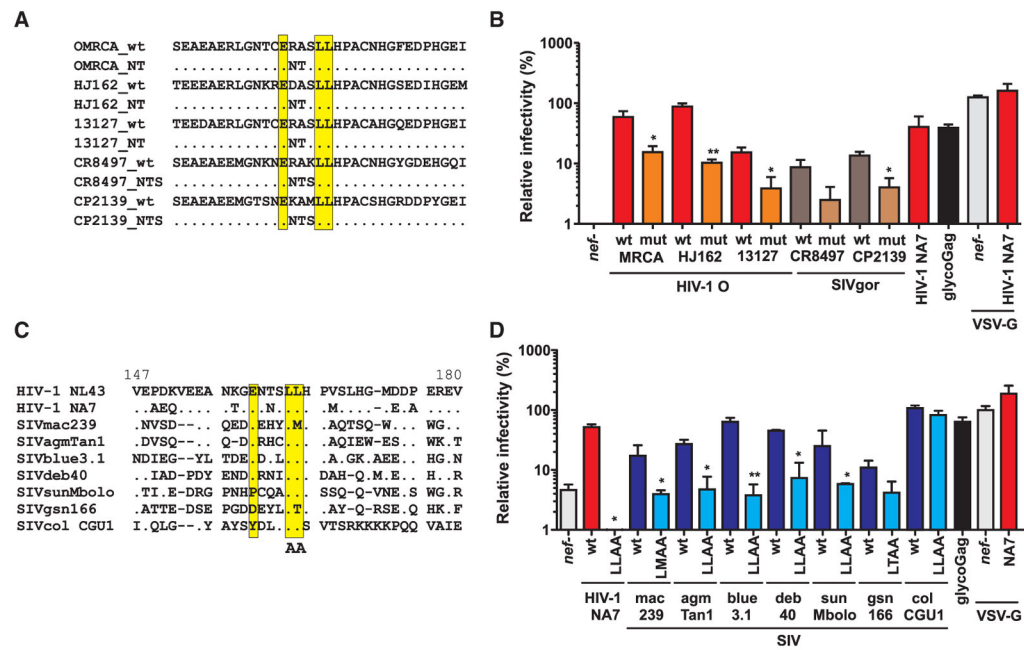 A
OMRCA_wt SEAEAERLGNTCERASLLHPACNHGFEDPHGEI
OMRCA_NT .............NT..................
HJ162_wt TEEEAERLGNKREDASLLHPACNHGSEDIHGEM
HJ162_NT .............NT..................
13127_wt TEEDAERLGNTCERASLLHPACAHGQEDPHGEI
13127_NT .............NT..................
CR8497_wt SEAEAEEMGNKNERAKLLHPACNHGYGDEHGQI
CR8497_NTS .............NTS.................
CP2139_wt SEAEAEEMGTSNEKAMLLHPACSHGRDDPYGEI
CP2139_NTS .............NTS.................
B
Relative infectivity (%)
1000
100
10
1
* ** * *
nef- wt mut wt mut wt mut wt mut wt mut HIV-1 NA7 glycoGag nef- HIV-1 NA7
MRCA HJ162 13127 CR8497 CP2139
HIV-1 O SIVgor
VSV-G
C
147 180
HIV-1 NL43 VEPDKVEEA NKGENTSLLH PVSLHG-MDDP EREV
HIV-1 NA7 ..AEQ.... .T..N..... .M....-.E.A ....
SIVmac239 .NVSD--.. QED.EHY.M. .AQTSQ-W.. WG..
SIVagmTan1 .DVSQ--.. Q-D.RHC... .AQIEW-ES.. WK.T
SIVblue3.1 NDIEG--YL TDE.D..L.. .A.GK.AEE.. HG.N
SIVdeb40 ..IAD-PDY END.RNI... DAH-Q.M.E.. H..R
SIVsunMbolo .TI.E-DRG PNHPCQA... SSQ-Q-VNE.S WG.R
SIVgsn166 .ATTE-DSE PGDDEYL.T. .AY-Q-RSE.Q HK.F
SIVcol CGU1 I.QLG--.Y AYSYDL...S VTSRKKKKPQQ VAIE
AA
D
Relative infectivity (%)
1000
100
10
1
* * * ** * *
nef- wt LLAA wt LMAA wt LLAA wt LLAA wt LLAA wt LLAA wt LTAA wt LLAA glycoGag nef- NA7
HIV-1 mac agm blue deb sun gsn col
NA7 239 Tan1 3.1 40 Mbolo 166 CGU1
VSV-G
SIV